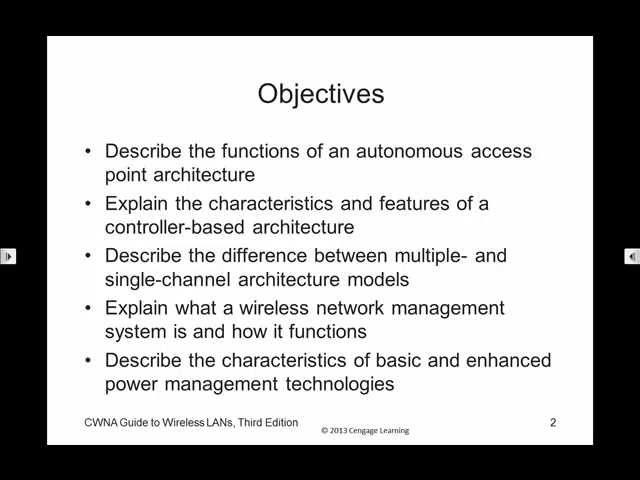 Objectives
• Describe the functions of an autonomous access
point architecture
• Explain the characteristics and features of a
controller-based architecture
• Describe the difference between multiple- and
single-channel architecture models
• Explain what a wireless network management
system is and how it functions
• Describe the characteristics of basic and enhanced
power management technologies
CWNA Guide to Wireless LANs, Third Edition
© 2013 Cengage Learning
2